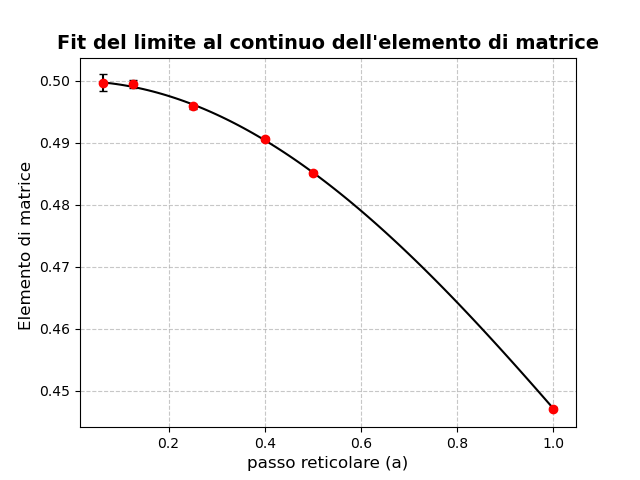 Fit del limite al continuo dell'elemento di matrice
Elemento di matrice
0.50
0.49
0.48
0.47
0.46
0.45
0.2 0.4 0.6 0.8 1.0
passo reticolare (a)